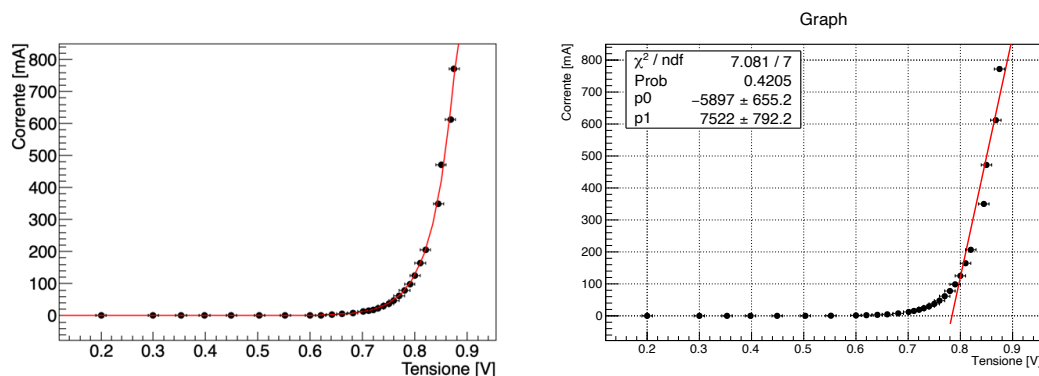 Corrente [mA]
800
700
600
500
400
300
200
100
0
0.2 0.3 0.4 0.5 0.6 0.7 0.8 0.9
Tensione [V]
Graph
Corrente [mA]
χ² / ndf 7.081 / 7
Prob 0.4205
p0 −5897 ± 655.2
p1 7522 ± 792.2
800
700
600
500
400
300
200
100
0
0.2 0.3 0.4 0.5 0.6 0.7 0.8 0.9
Tensione [V]